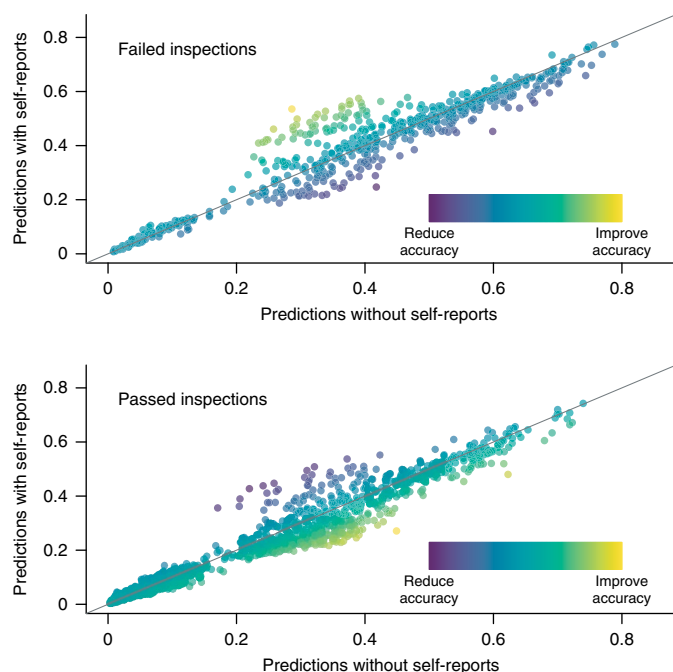 Failed inspections
Predictions with self-reports
0.8
0.6
0.4
0.2
0
Reduce accuracy
Improve accuracy
0 0.2 0.4 0.6 0.8
Predictions without self-reports
Passed inspections
Predictions with self-reports
0.8
0.6
0.4
0.2
0
Reduce accuracy
Improve accuracy
0 0.2 0.4 0.6 0.8
Predictions without self-reports